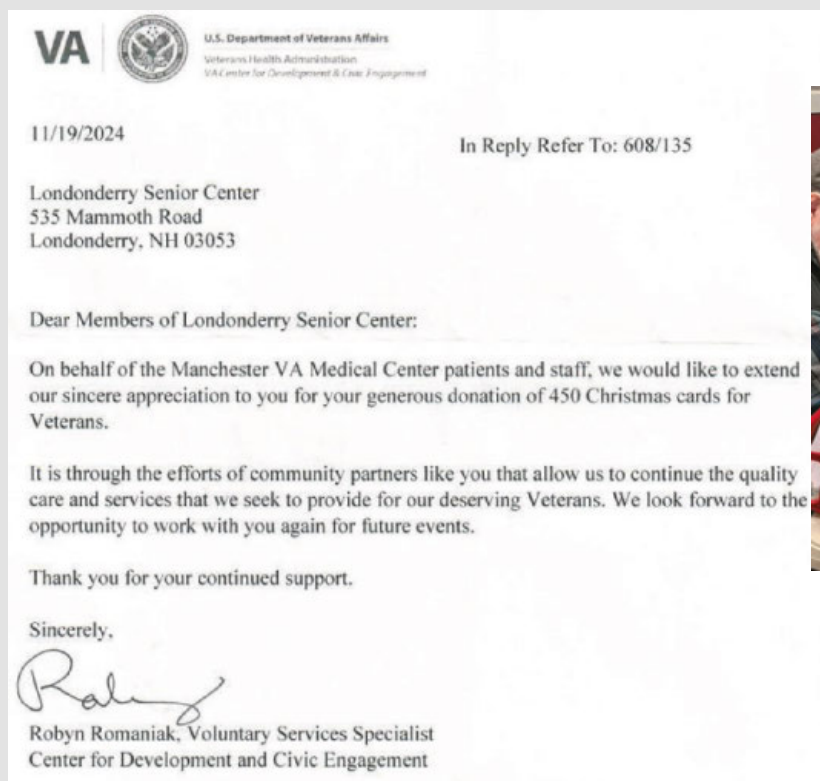 VA
U.S. Department of Veterans Affairs
Veterans Health Administration
VA Center for Development & Civic Engagement
11/19/2024
In Reply Refer To: 608/135
Londonderry Senior Center
535 Mammoth Road
Londonderry, NH 03053
Dear Members of Londonderry Senior Center:
On behalf of the Manchester VA Medical Center patients and staff, we would like to extend
our sincere appreciation to you for your generous donation of 450 Christmas cards for
Veterans.
It is through the efforts of community partners like you that allow us to continue the quality
care and services that we seek to provide for our deserving Veterans. We look forward to the
opportunity to work with you again for future events.
Thank you for your continued support.
Sincerely,
Robyn Romaniak, Voluntary Services Specialist
Center for Development and Civic Engagement